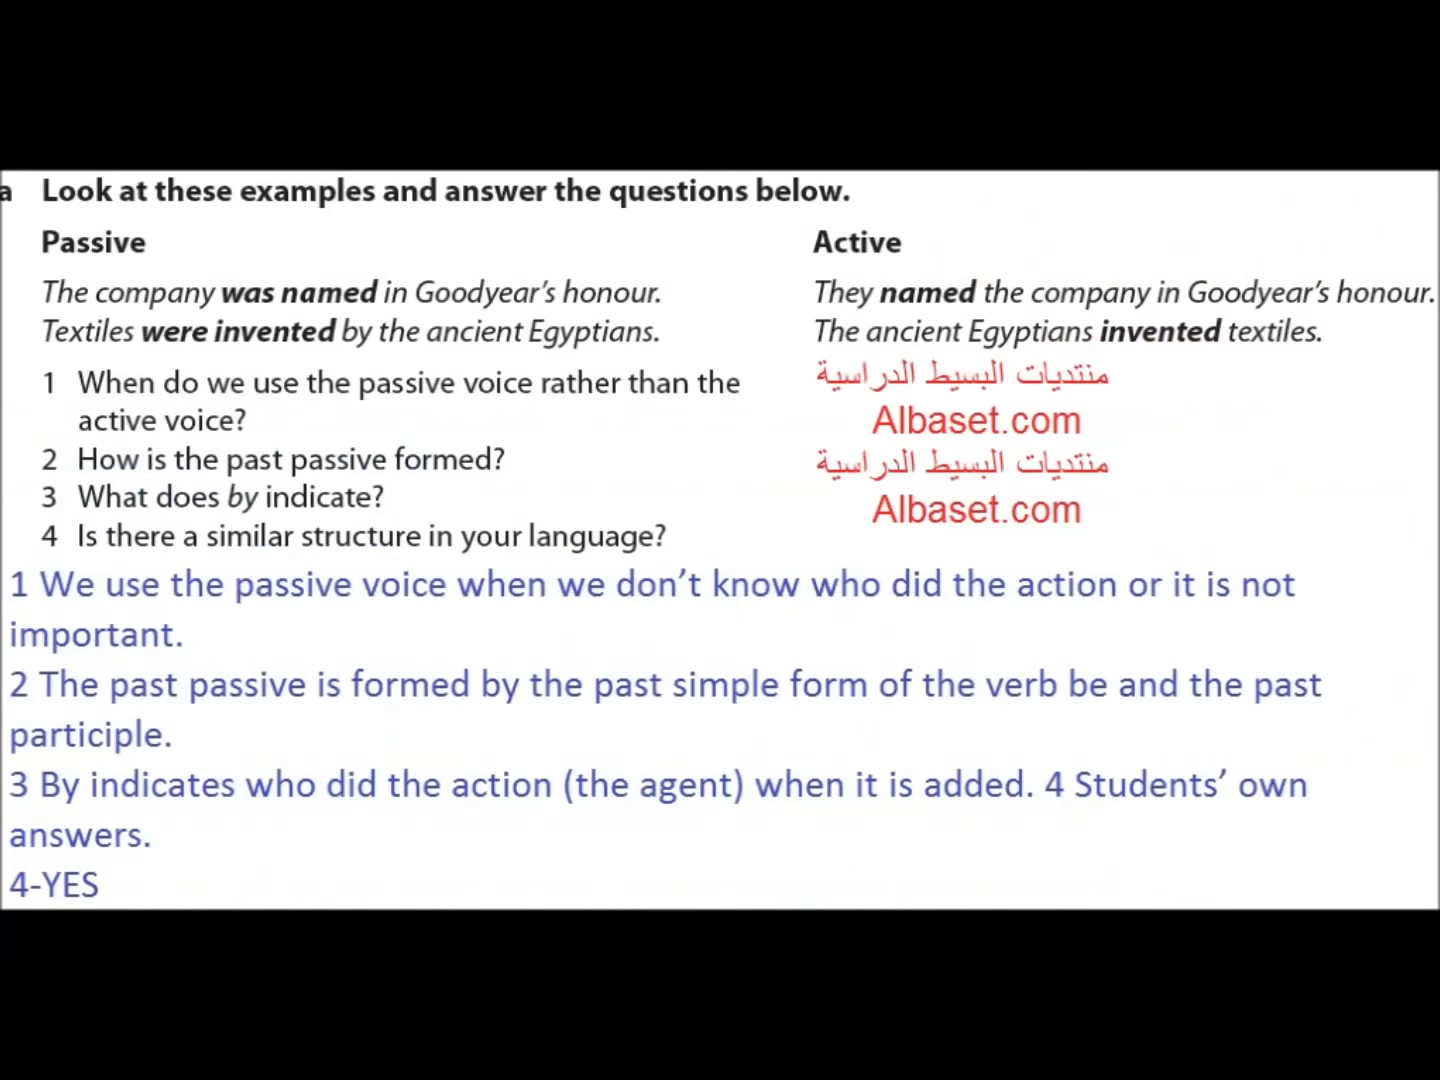 a Look at these examples and answer the questions below.
Passive
Active
The company was named in Goodyear's honour.
They named the company in Goodyear's honour.
Textiles were invented by the ancient Egyptians.
The ancient Egyptians invented textiles.
1 When do we use the passive voice rather than the
active voice?
2 How is the past passive formed?
3 What does by indicate?
4 Is there a similar structure in your language?
منتديات البسيط الدراسية
Albaset.com
منتديات البسيط الدراسية
Albaset.com
1 We use the passive voice when we don’t know who did the action or it is not
important.
2 The past passive is formed by the past simple form of the verb be and the past
participle.
3 By indicates who did the action (the agent) when it is added. 4 Students’ own
answers.
4-YES